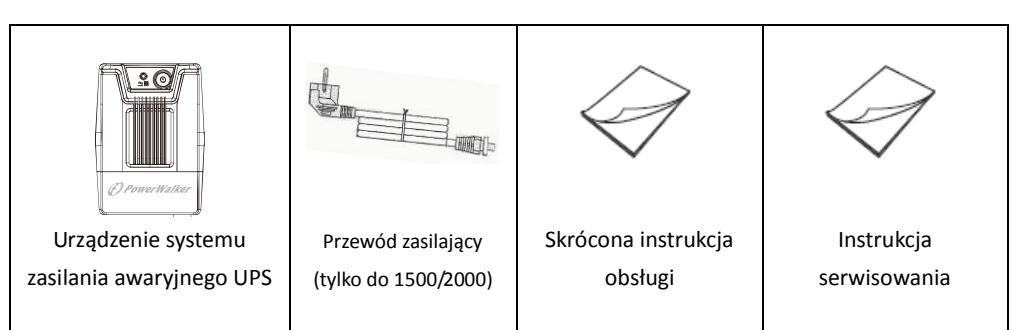 PowerWalker
Urządzenie systemu
zasilania awaryjnego UPS
Przewód zasilający
(tylko do 1500/2000)
Skrócona instrukcja
obsługi
Instrukcja
serwisowania